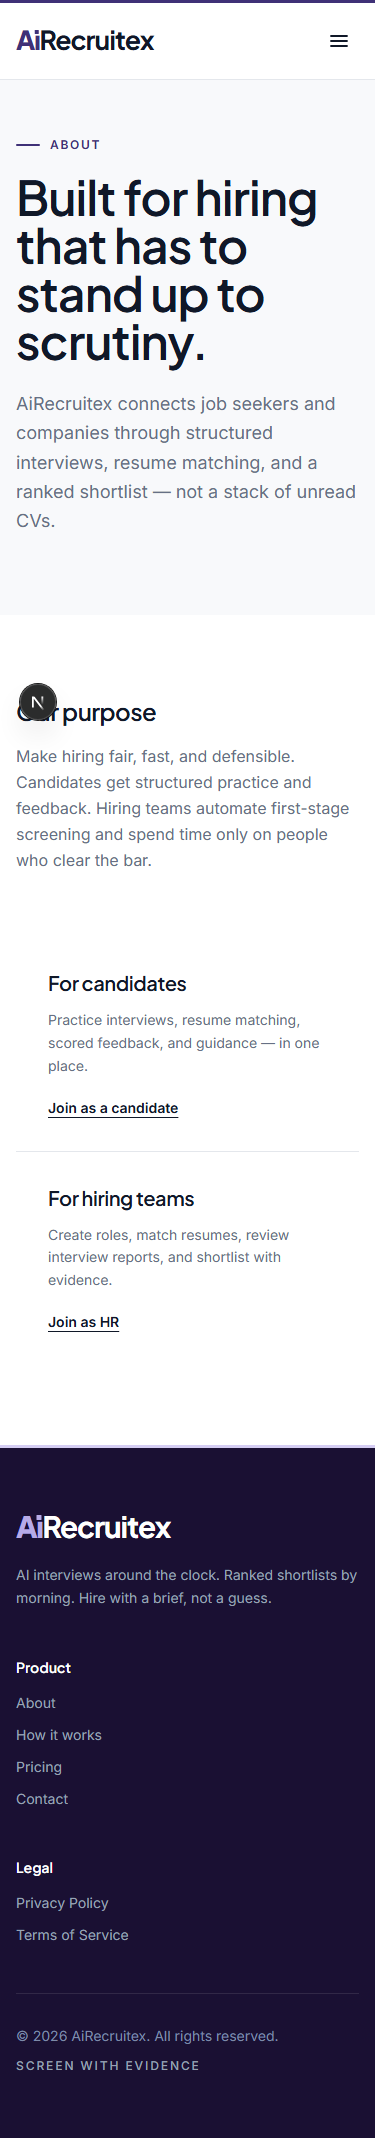 AiRecruitex
ABOUT
Built for hiring
that has to
stand up to
scrutiny.
AiRecruitex connects job seekers and
companies through structured
interviews, resume matching, and a
ranked shortlist — not a stack of unread
CVs.
N
purpose
Make hiring fair, fast, and defensible.
Candidates get structured practice and
feedback. Hiring teams automate first-stage
screening and spend time only on people
who clear the bar.
For candidates
Practice interviews, resume matching,
scored feedback, and guidance — in one
place.
Join as a candidate
For hiring teams
Create roles, match resumes, review
interview reports, and shortlist with
evidence.
Join as HR
AiRecruitex
AI interviews around the clock. Ranked shortlists by
morning. Hire with a brief, not a guess.
Product
About
How it works
Pricing
Contact
Legal
Privacy Policy
Terms of Service
© 2026 AiRecruitex. All rights reserved.
SCREEN WITH EVIDENCE